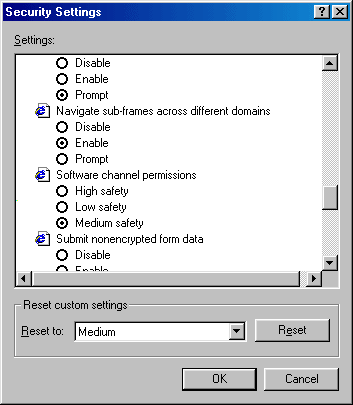 Security Settings
Settings:
Disable
Enable
Prompt
Navigate sub-frames across different domains
Disable
Enable
Prompt
Software channel permissions
High safety
Low safety
Medium safety
Submit nonencrypted form data
Disable
Enable
Reset custom settings
Reset to: Medium Reset
OK Cancel